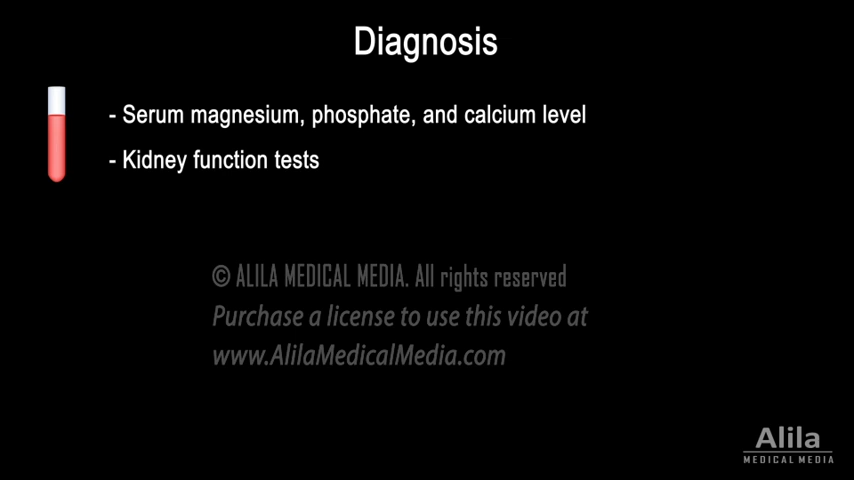 Diagnosis
- Serum magnesium, phosphate, and calcium level
- Kidney function tests
© ALILA MEDICAL MEDIA. All rights reserved
Purchase a license to use this video at
www.AlilaMedicalMedia.com
Alila
MEDICAL MEDIA